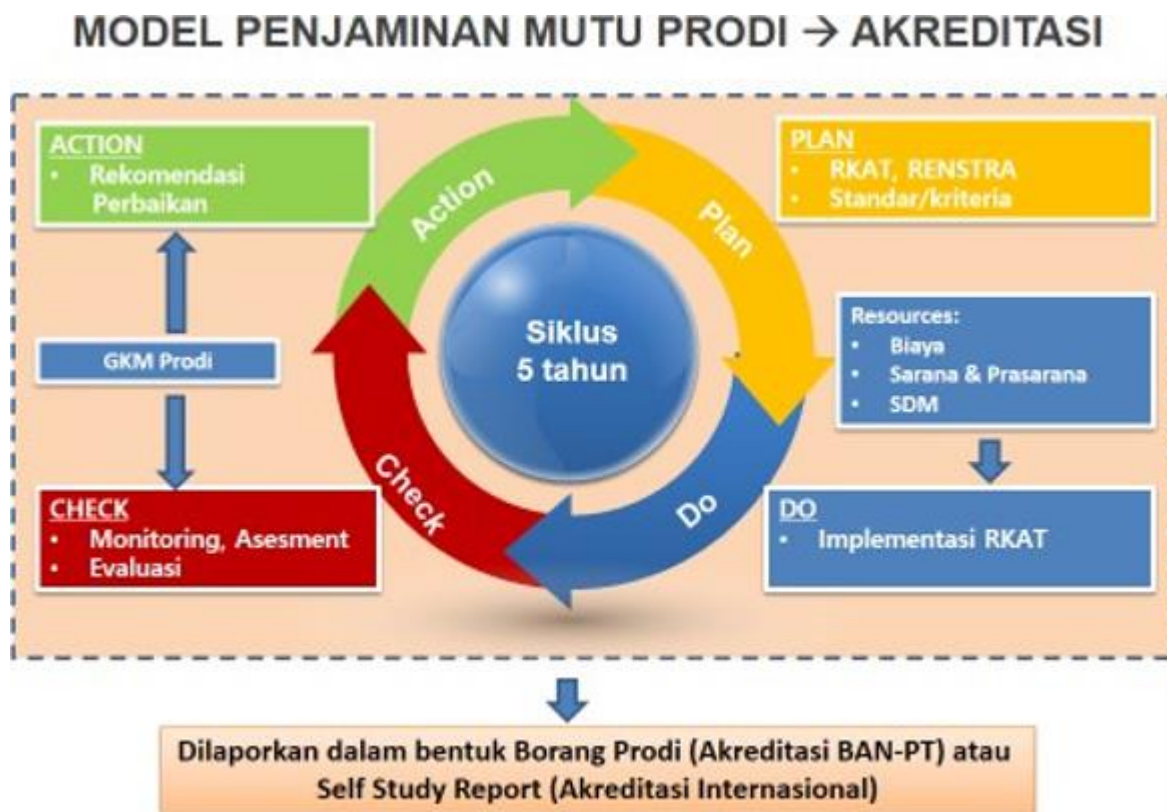 MODEL PENJAMINAN MUTU PRODI → AKREDITASI
ACTION
• Rekomendasi
Perbaikan
GKM Prodi
CHECK
• Monitoring, Asesment
• Evaluasi
Action
Plan
Do
Check
Siklus
5 tahun
PLAN
• RKAT, RENSTRA
• Standar/kriteria
Resources:
• Biaya
• Sarana & Prasarana
• SDM
DO
• Implementasi RKAT
Dilaporkan dalam bentuk Borang Prodi (Akreditasi BAN-PT) atau
Self Study Report (Akreditasi Internasional)